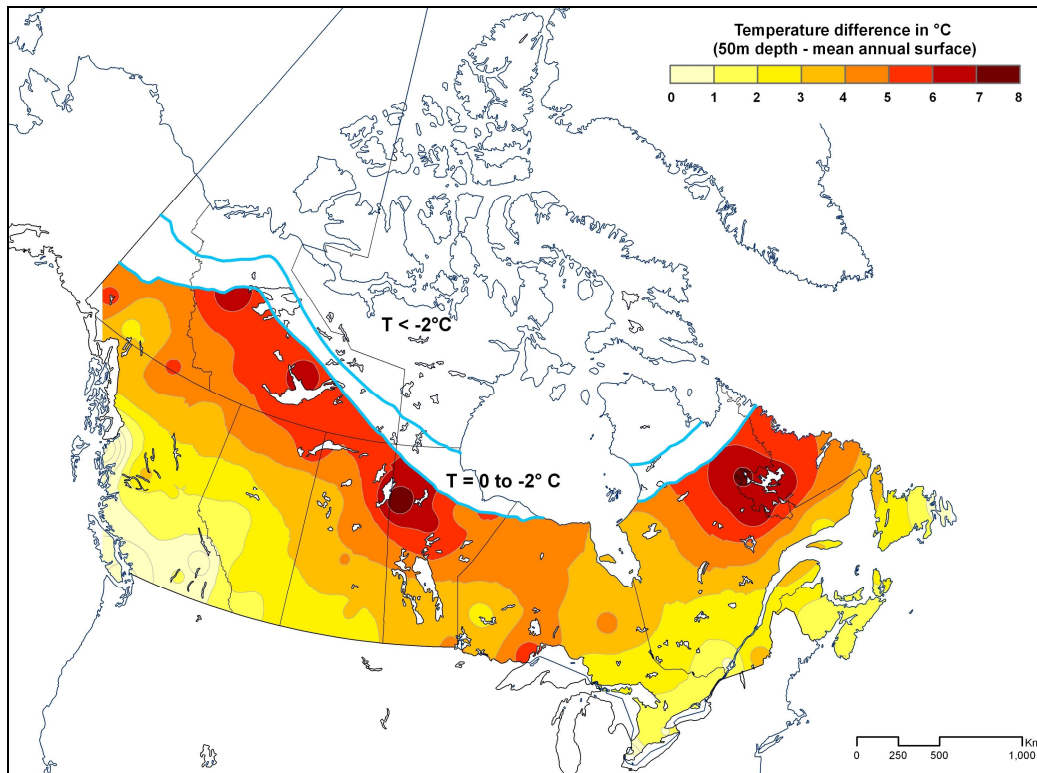 Temperature difference in °C
(50m depth - mean annual surface)
0 1 2 3 4 5 6 7 8
T < -2°C
T = 0 to -2° C
Km
0 250 500 1,000